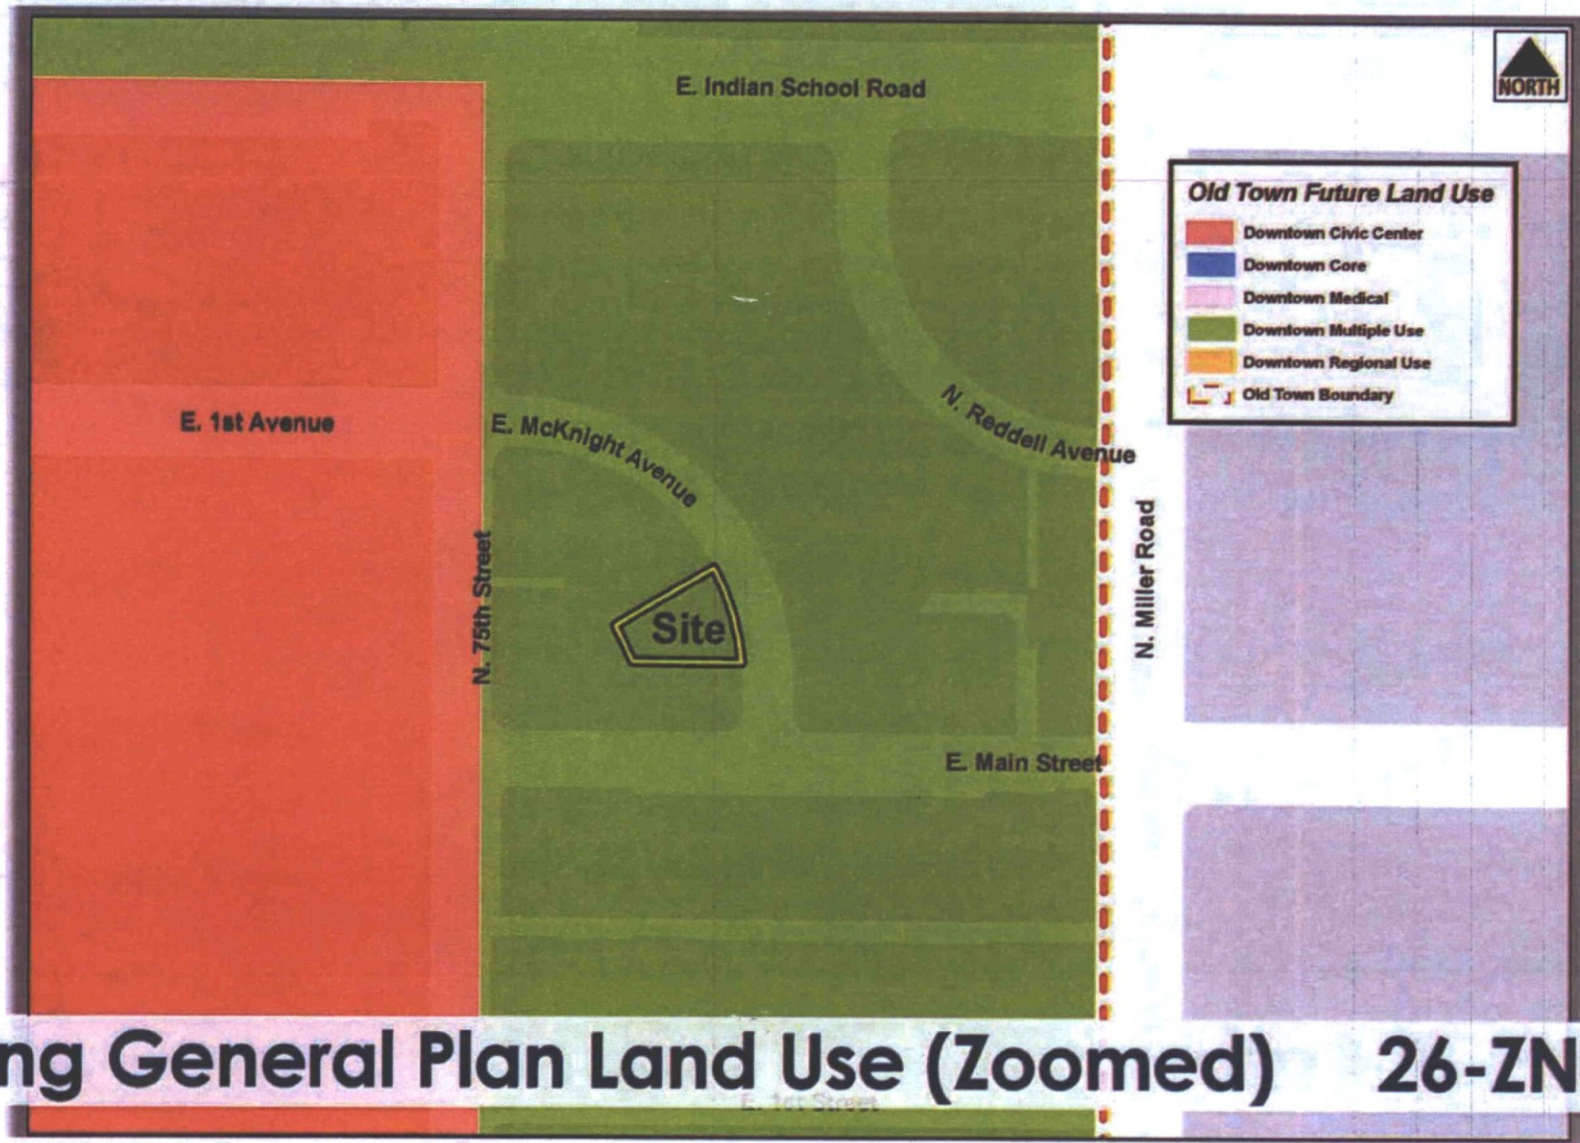 E. Indian School Road
NORTH
Old Town Future Land Use
Downtown Civic Center
Downtown Core
Downtown Medical
Downtown Multiple Use
Downtown Regional Use
Old Town Boundary
E. 1st Avenue
E. McKnight Avenue
N. Reddell Avenue
N. 75th Street
Site
N. Miller Road
E. Main Street
ng General Plan Land Use (Zoomed) 26-ZN
E. 1st Street